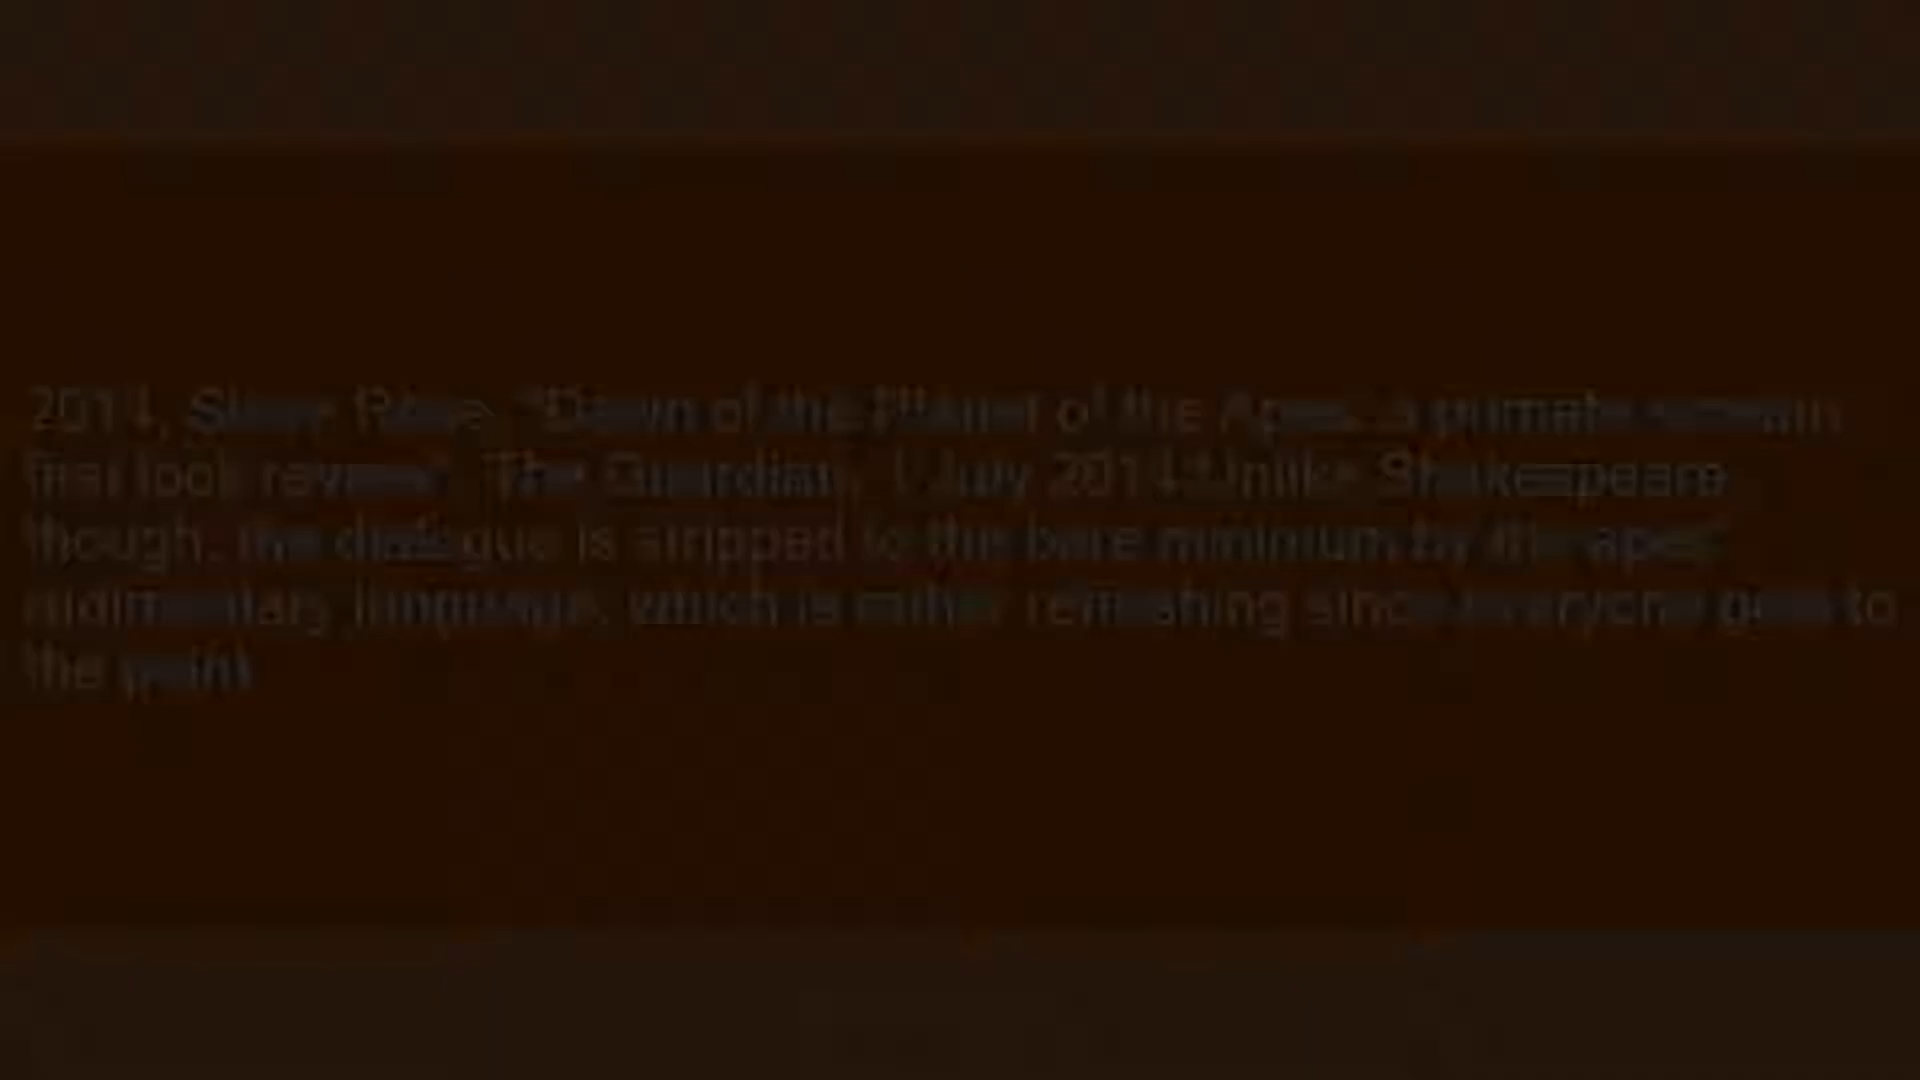 2014, Steve Rose, "Dawn of the Planet of the Apes: a primate scream -
first look review", The Guardian, 1 July 2014: Unlike Shakespeare
though, the dialogue is stripped to the bare minimum by the apes'
rudimentary language, which is rather refreshing since everyone gets to
the point